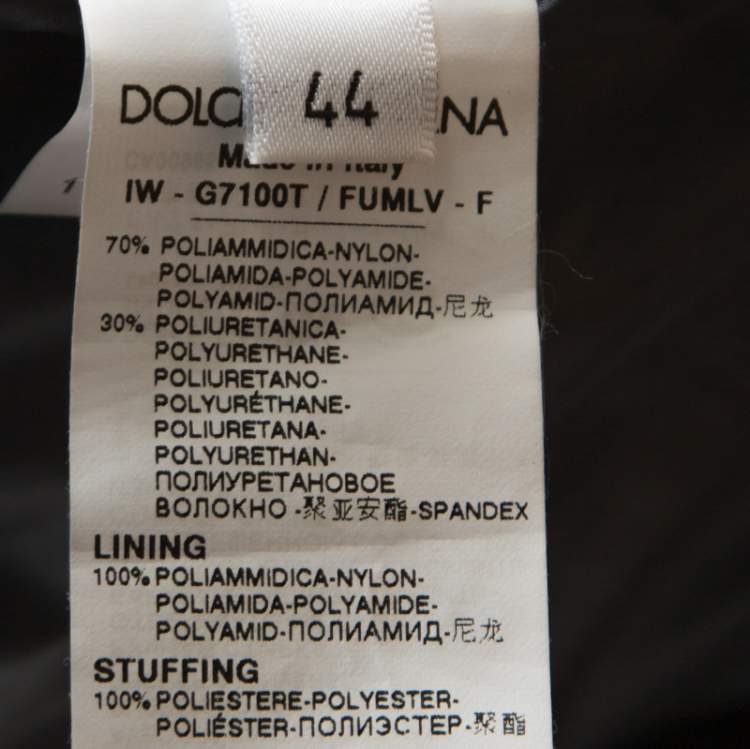 44
DOLC NA
Made in Italy
IW - G7100T / FUMLV - F
70% POLIAMMIDICA-NYLON-
POLIAMIDA-POLYAMIDE-
POLYAMID-ПОЛИАМИД-尼龙
30% POLIURETANICA-
POLYURETHANE-
POLIURETANO-
POLYURÉTHANE-
POLIURETANA-
POLYURETHAN-
ПОЛИУРЕТАНОВОЕ
ВОЛОКНО -聚亚安酯-SPANDEX
LINING
100% POLIAMMIDICA-NYLON-
POLIAMIDA-POLYAMIDE-
POLYAMID-ПОЛИАМИД-尼龙
STUFFING
100% POLIESTERE-POLYESTER-
POLIÉSTER-ПОЛИЭСТЕР-聚酯